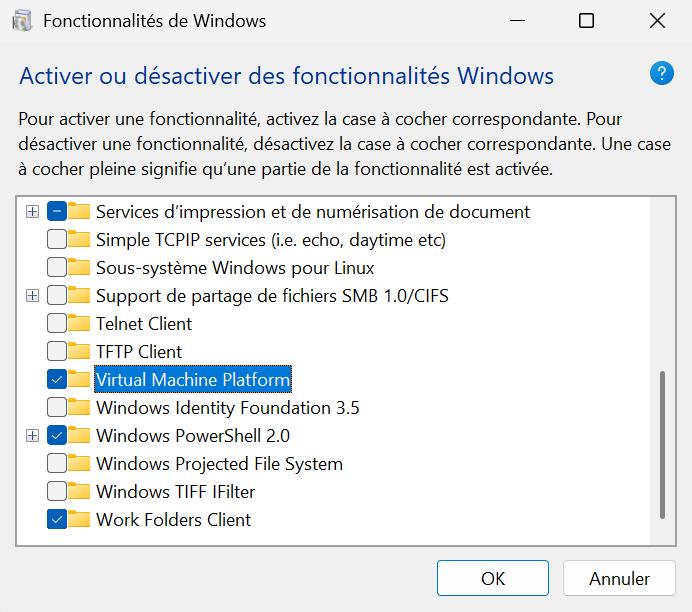 Fonctionnalités de Windows
Activer ou désactiver des fonctionnalités Windows
?
Pour activer une fonctionnalité, activez la case à cocher correspondante. Pour
désactiver une fonctionnalité, désactivez la case à cocher correspondante. Une case
à cocher pleine signifie qu’une partie de la fonctionnalité est activée.
Services d’impression et de numérisation de document
Simple TCPIP services (i.e. echo, daytime etc)
Sous-système Windows pour Linux
Support de partage de fichiers SMB 1.0/CIFS
Telnet Client
TFTP Client
Virtual Machine Platform
Windows Identity Foundation 3.5
Windows PowerShell 2.0
Windows Projected File System
Windows TIFF IFilter
Work Folders Client
OK Annuler